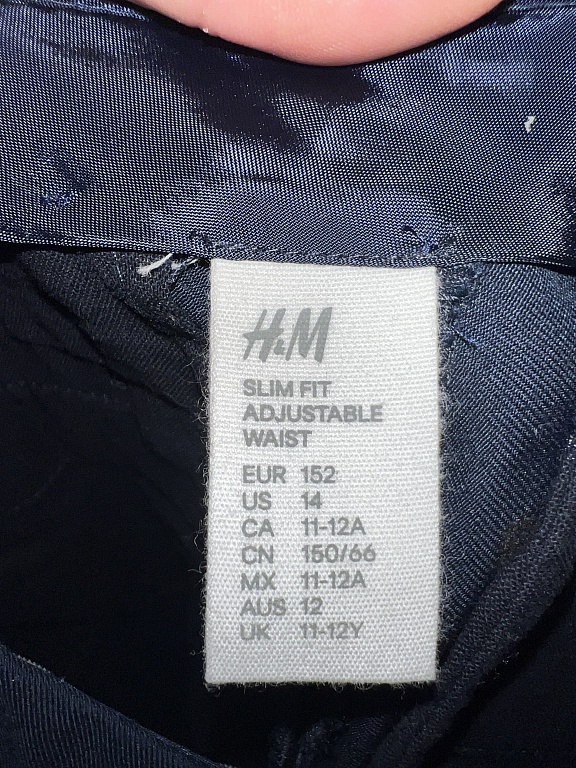 H&M
SLIM FIT
ADJUSTABLE
WAIST
EUR 152
US 14
CA 11-12A
CN 150/66
MX 11-12A
AUS 12
UK 11-12Y